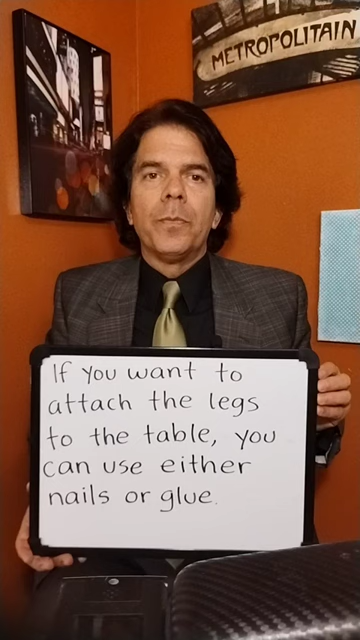 METROPOLITAIN
If you want to
attach the legs
to the table, you
can use either
nails or glue.